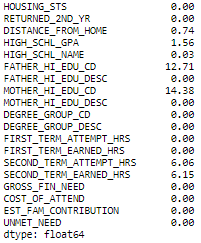 HOUSING_STS 0.00
RETURNED_2ND_YR 0.00
DISTANCE_FROM_HOME 0.74
HIGH_SCHL_GPA 1.56
HIGH_SCHL_NAME 0.03
FATHER_HI_EDU_CD 12.71
FATHER_HI_EDU_DESC 0.00
MOTHER_HI_EDU_CD 14.38
MOTHER_HI_EDU_DESC 0.00
DEGREE_GROUP_CD 0.00
DEGREE_GROUP_DESC 0.00
FIRST_TERM_ATTEMPT_HRS 0.00
FIRST_TERM_EARNED_HRS 0.00
SECOND_TERM_ATTEMPT_HRS 6.06
SECOND_TERM_EARNED_HRS 6.15
GROSS_FIN_NEED 0.00
COST_OF_ATTEND 0.00
EST_FAM_CONTRIBUTION 0.00
UNMET_NEED 0.00
dtype: float64